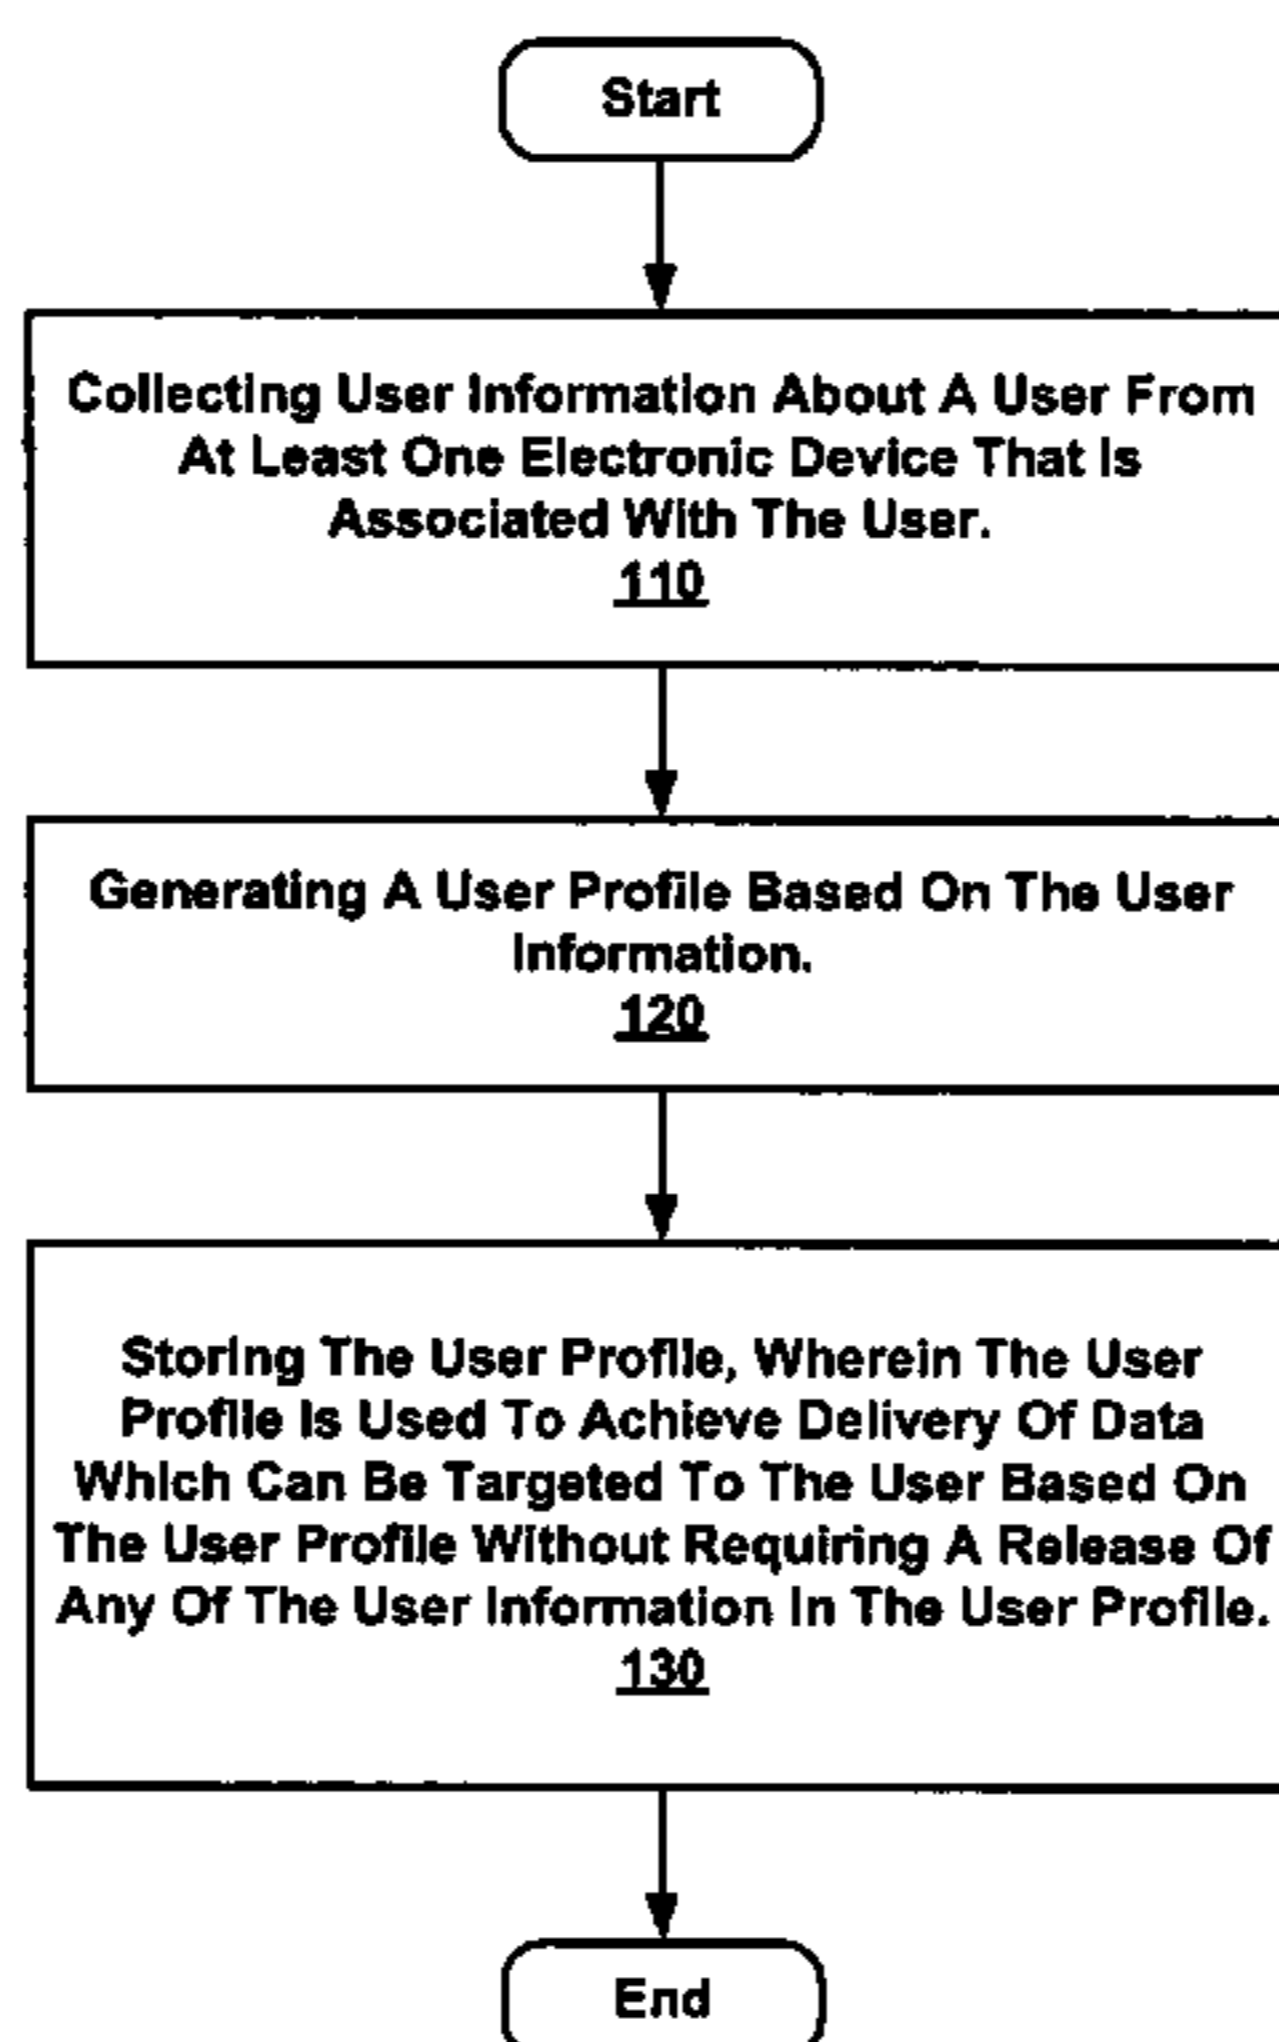 Start
Collecting User Information About A User From
At Least One Electronic Device That Is
Associated With The User.
110
Generating A User Profile Based On The User
Information.
120
Storing The User Profile, Wherein The User
Profile Is Used To Achieve Delivery Of Data
Which Can Be Targeted To The User Based On
The User Profile Without Requiring A Release Of
Any Of The User Information In The User Profile.
130
End